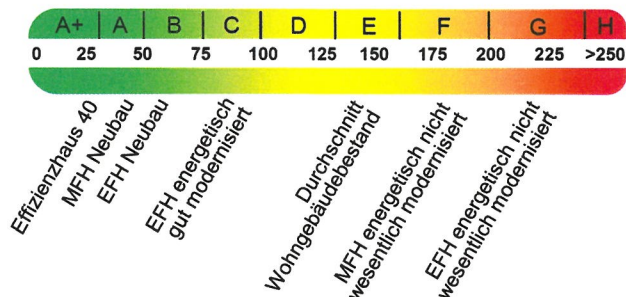 A+ A B C D E F G H
0 25 50 75 100 125 150 175 200 225 >250
Effizienzhaus 40
MFH Neubau
EFH Neubau
EFH energetisch
gut modernisiert
Durchschnitt
Wohngebäudebestand
MFH energetisch nicht
wesentlich modernisiert
EFH energetisch nicht
wesentlich modernisiert